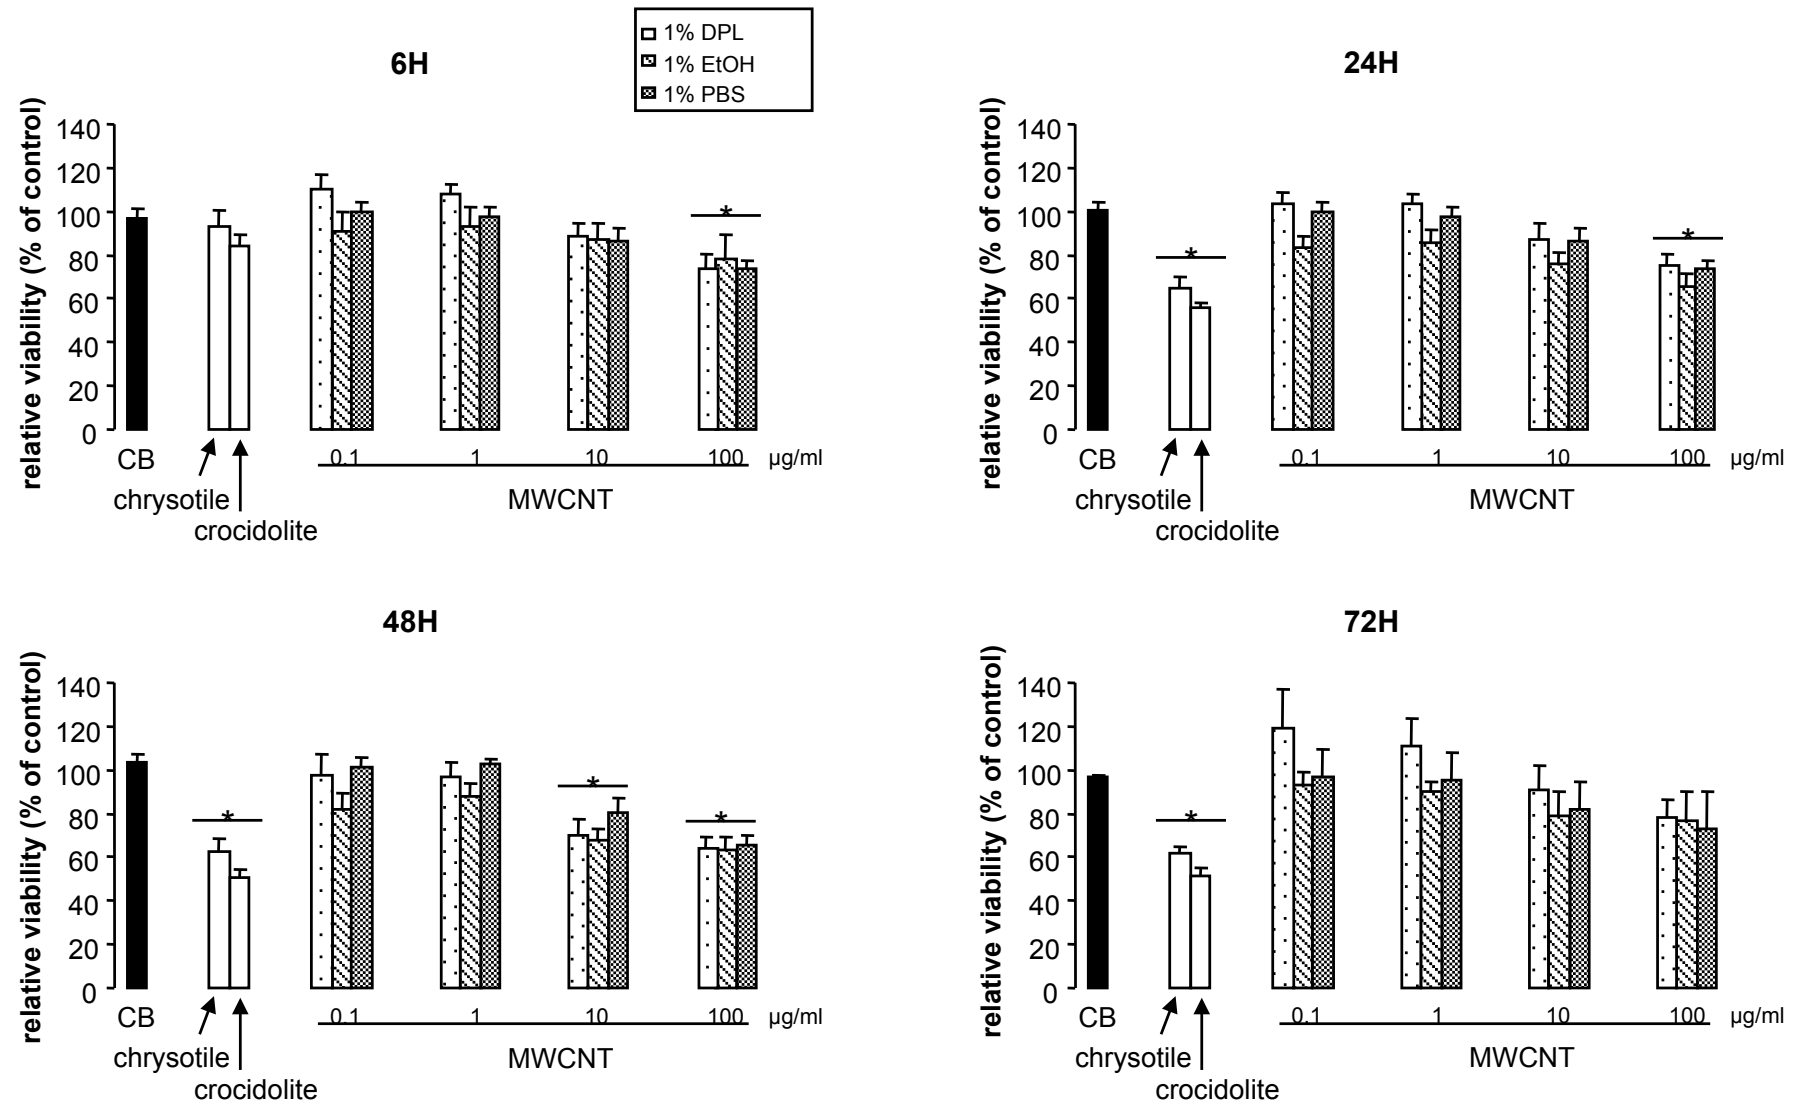 1% DPL
1% EtOH
1% PBS
6H
relative viability (% of control)
140
120
100
80
60
40
20
0
*
CB
0.1
1
10
100
µg/ml
chrysotile
MWCNT
crocidolite
24H
relative viability (% of control)
140
120
100
80
60
40
20
0
*
*
CB
0.1
1
10
100
µg/ml
chrysotile
MWCNT
crocidolite
48H
relative viability (% of control)
140
120
100
80
60
40
20
0
*
*
*
CB
0.1
1
10
100
µg/ml
chrysotile
MWCNT
crocidolite
72H
relative viability (% of control)
140
120
100
80
60
40
20
0
*
CB
0.1
1
10
100
µg/ml
chrysotile
MWCNT
crocidolite